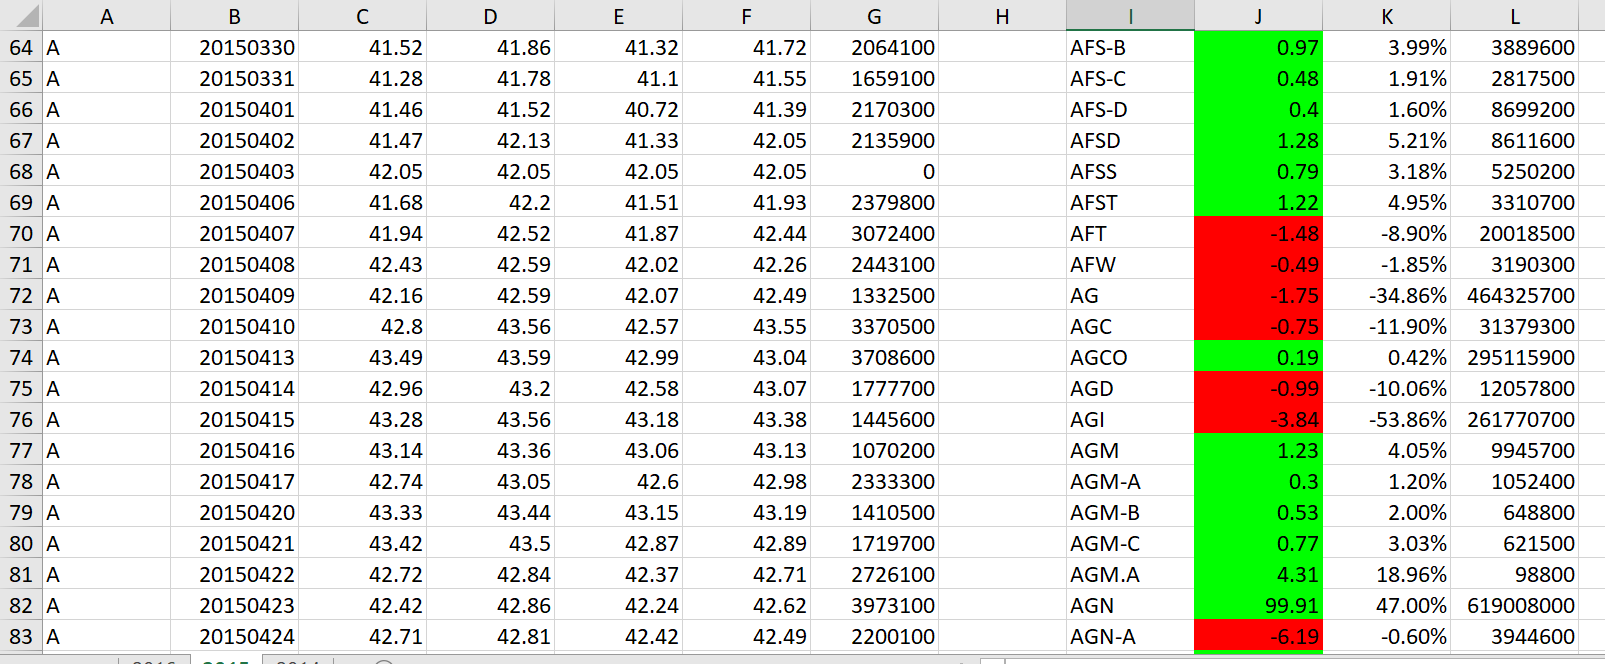 A B C D E F G H I J K L
64 A 20150330 41.52 41.86 41.32 41.72 2064100 AFS-B 0.97 3.99% 3889600
65 A 20150331 41.28 41.78 41.1 41.55 1659100 AFS-C 0.48 1.91% 2817500
66 A 20150401 41.46 41.52 40.72 41.39 2170300 AFS-D 0.4 1.60% 8699200
67 A 20150402 41.47 42.13 41.33 42.05 2135900 AFSD 1.28 5.21% 8611600
68 A 20150403 42.05 42.05 42.05 42.05 0 AFSS 0.79 3.18% 5250200
69 A 20150406 41.68 42.2 41.51 41.93 2379800 AFST 1.22 4.95% 3310700
70 A 20150407 41.94 42.52 41.87 42.44 3072400 AFT -1.48 -8.90% 20018500
71 A 20150408 42.43 42.59 42.02 42.26 2443100 AFW -0.49 -1.85% 3190300
72 A 20150409 42.16 42.59 42.07 42.49 1332500 AG -1.75 -34.86% 464325700
73 A 20150410 42.8 43.56 42.57 43.55 3370500 AGC -0.75 -11.90% 31379300
74 A 20150413 43.49 43.59 42.99 43.04 3708600 AGCO 0.19 0.42% 295115900
75 A 20150414 42.96 43.2 42.58 43.07 1777700 AGD -0.99 -10.06% 12057800
76 A 20150415 43.28 43.56 43.18 43.38 1445600 AGI -3.84 -53.86% 261770700
77 A 20150416 43.14 43.36 43.06 43.13 1070200 AGM 1.23 4.05% 9945700
78 A 20150417 42.74 43.05 42.6 42.98 2333300 AGM-A 0.3 1.20% 1052400
79 A 20150420 43.33 43.44 43.15 43.19 1410500 AGM-B 0.53 2.00% 648800
80 A 20150421 43.42 43.5 42.87 42.89 1719700 AGM-C 0.77 3.03% 621500
81 A 20150422 42.72 42.84 42.37 42.71 2726100 AGM.A 4.31 18.96% 98800
82 A 20150423 42.42 42.86 42.24 42.62 3973100 AGN 99.91 47.00% 619008000
83 A 20150424 42.71 42.81 42.42 42.49 2200100 AGN-A -6.19 -0.60% 3944600